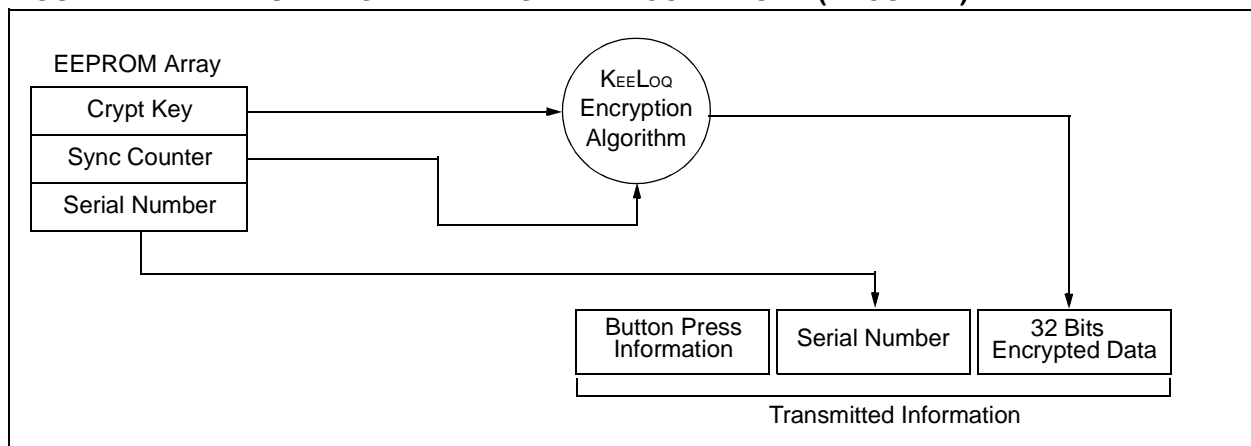 EEPROM Array
Crypt Key
Sync Counter
Serial Number
KEELOQ
Encryption
Algorithm
Button Press
Information
Serial Number
32 Bits
Encrypted Data
Transmitted Information